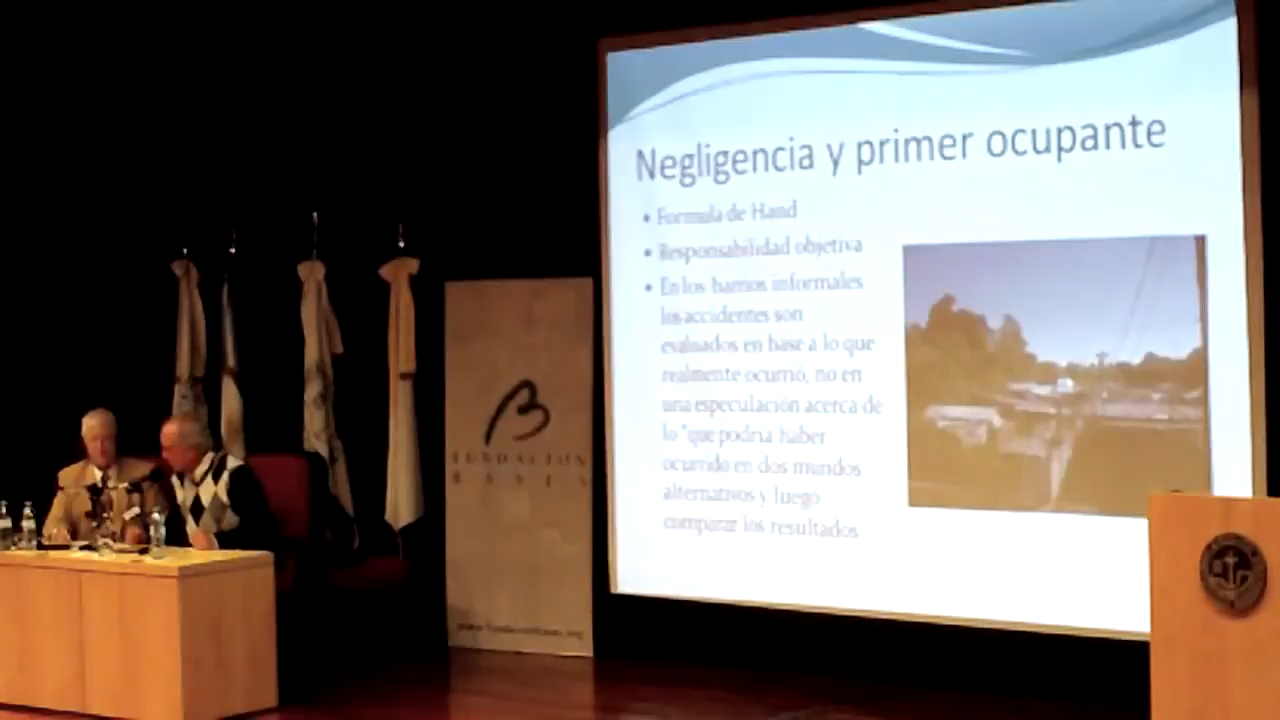 Negligencia y primer ocupante
• Formula de Hand
• Responsabilidad objetiva
• En los barrios informales
los accidentes son
evaluados en base a lo que
realmente ocurrió, no en
una especulación acerca de
lo "que podría haber
ocurrido en dos mundos
alternativos y luego
comparar los resultados
FUNDACION
BASES